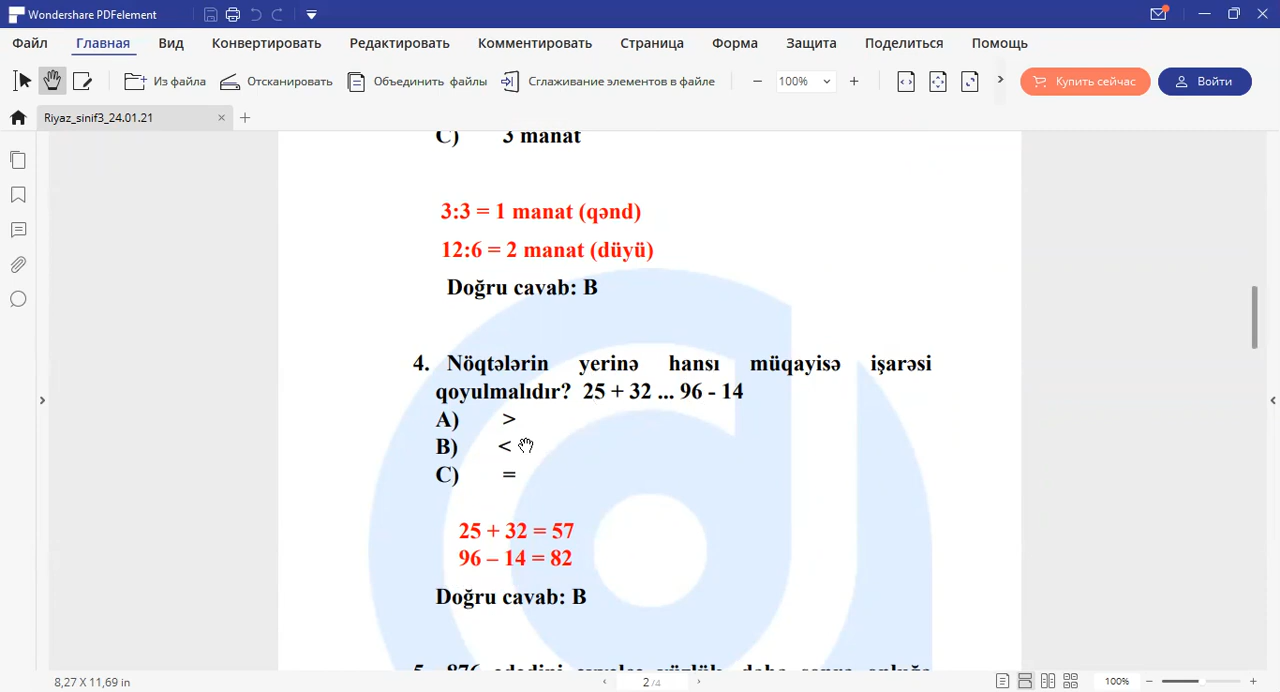 Wondershare PDFelement
Файл Главная Вид Конвертировать Редактировать Комментировать Страница Форма Защита Поделиться Помощь
Из файла Отсканировать Объединить файлы Сглаживание элементов в файле 100% Купить сейчас Войти
Riyaz_sinif3_24.01.21
C) 3 manat
3:3 = 1 manat (qənd)
12:6 = 2 manat (düyü)
Doğru cavab: B
4. Nöqtələrin yerinə hansı müqayisə işarəsi
qoyulmalıdır? 25 + 32 ... 96 - 14
A) >
B) <
C) =
25 + 32 = 57
96 – 14 = 82
Doğru cavab: B
5. 876
8,27 X 11,69 in 2 /4 100%